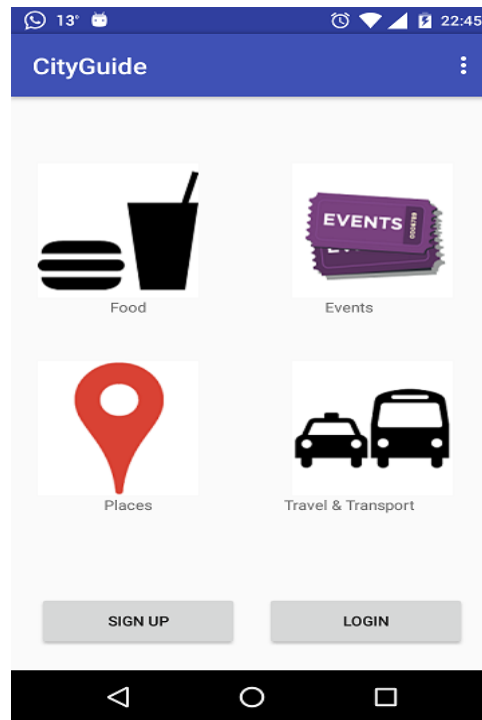 13° 22:45
CityGuide
EVENTS
Food Events
Places Travel & Transport
SIGN UP LOGIN